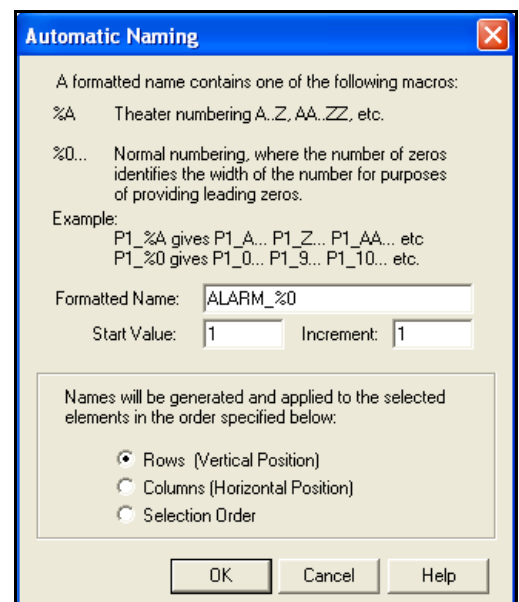 Automatic Naming
A formatted name contains one of the following macros:
%A Theater numbering A..Z, AA..ZZ, etc.
%0... Normal numbering, where the number of zeros
identifies the width of the number for purposes
of providing leading zeros.
Example:
P1_%A gives P1_A... P1_Z... P1_AA... etc
P1_%0 gives P1_0... P1_9... P1_10... etc.
Formatted Name: ALARM_%0
Start Value: 1 Increment: 1
Names will be generated and applied to the selected
elements in the order specified below:
Rows (Vertical Position)
Columns (Horizontal Position)
Selection Order
OK Cancel Help